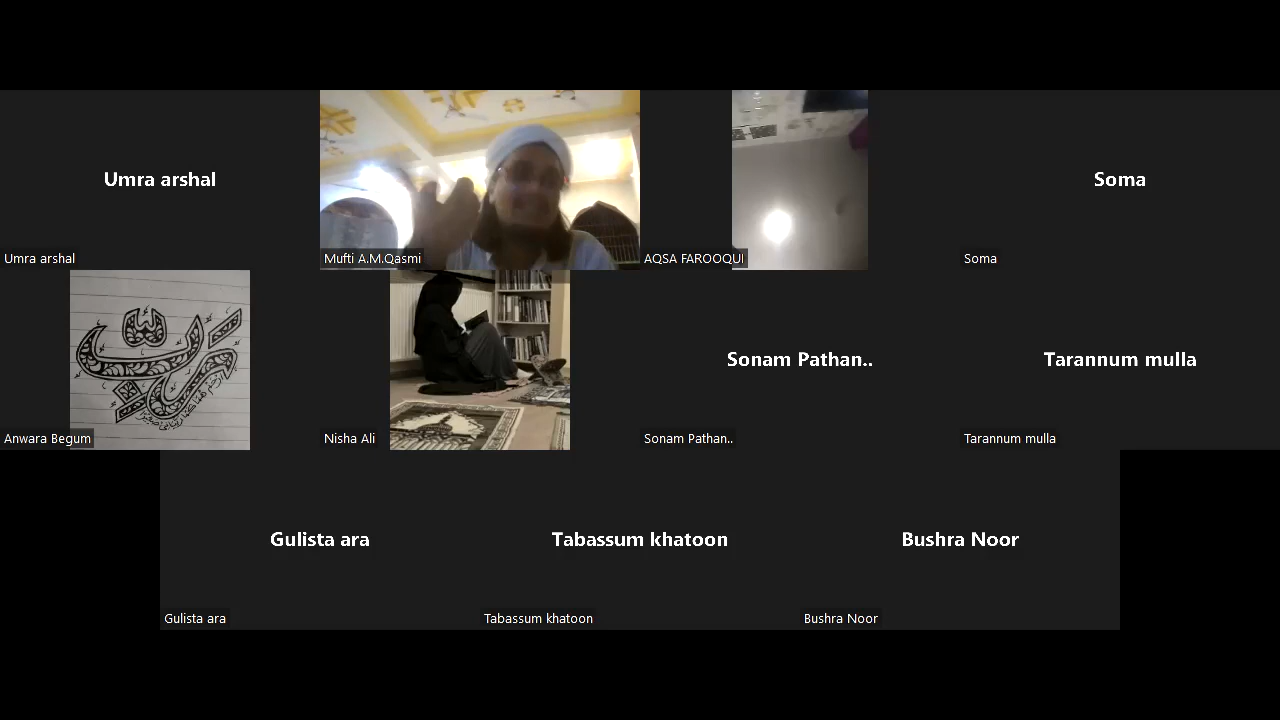 Umra arshal
Umra arshal
Mufti A.M.Qasmi
AQSA FAROOQUI
Soma
Soma
Anwara Begum
Nisha Ali
Sonam Pathan..
Sonam Pathan..
Tarannum mulla
Tarannum mulla
Gulista ara
Gulista ara
Tabassum khatoon
Tabassum khatoon
Bushra Noor
Bushra Noor